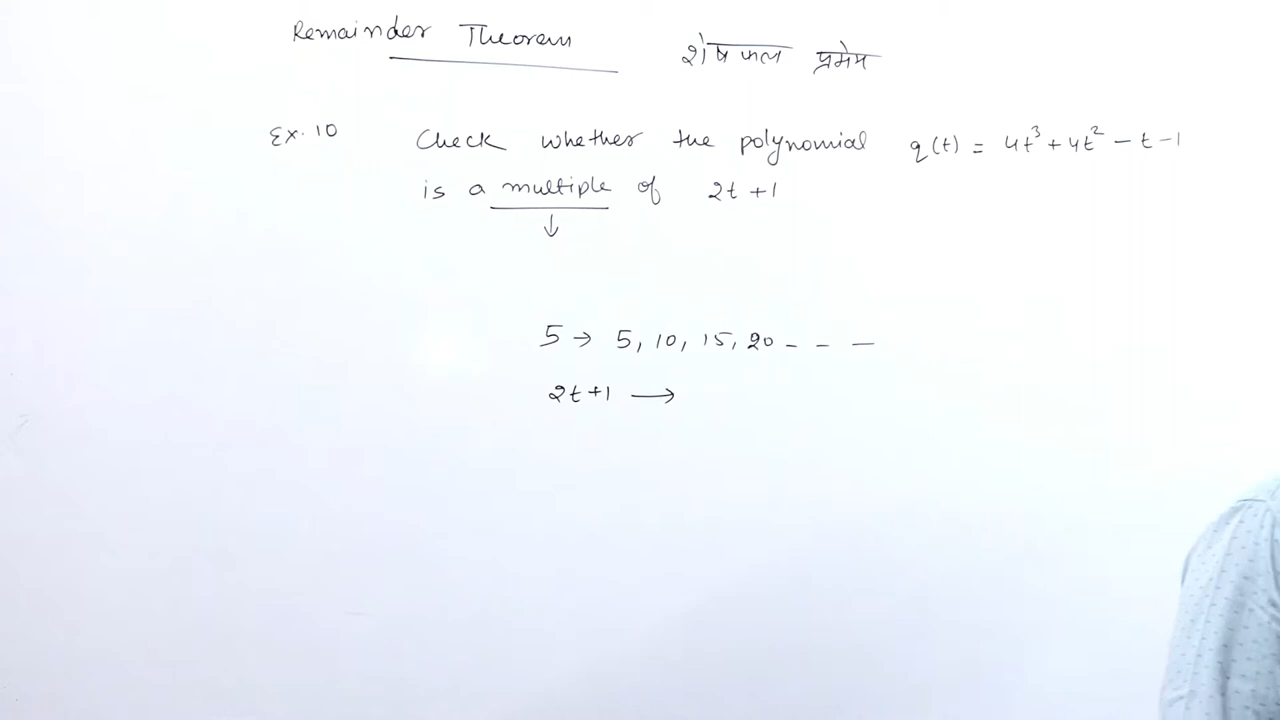 Remainder Theorem शेषफल प्रमेय
Ex. 10 Check whether the polynomial q(t) = 4t³ + 4t² - t - 1
is a multiple of 2t + 1
↓
5 → 5, 10, 15, 20 - - -
2t + 1 →